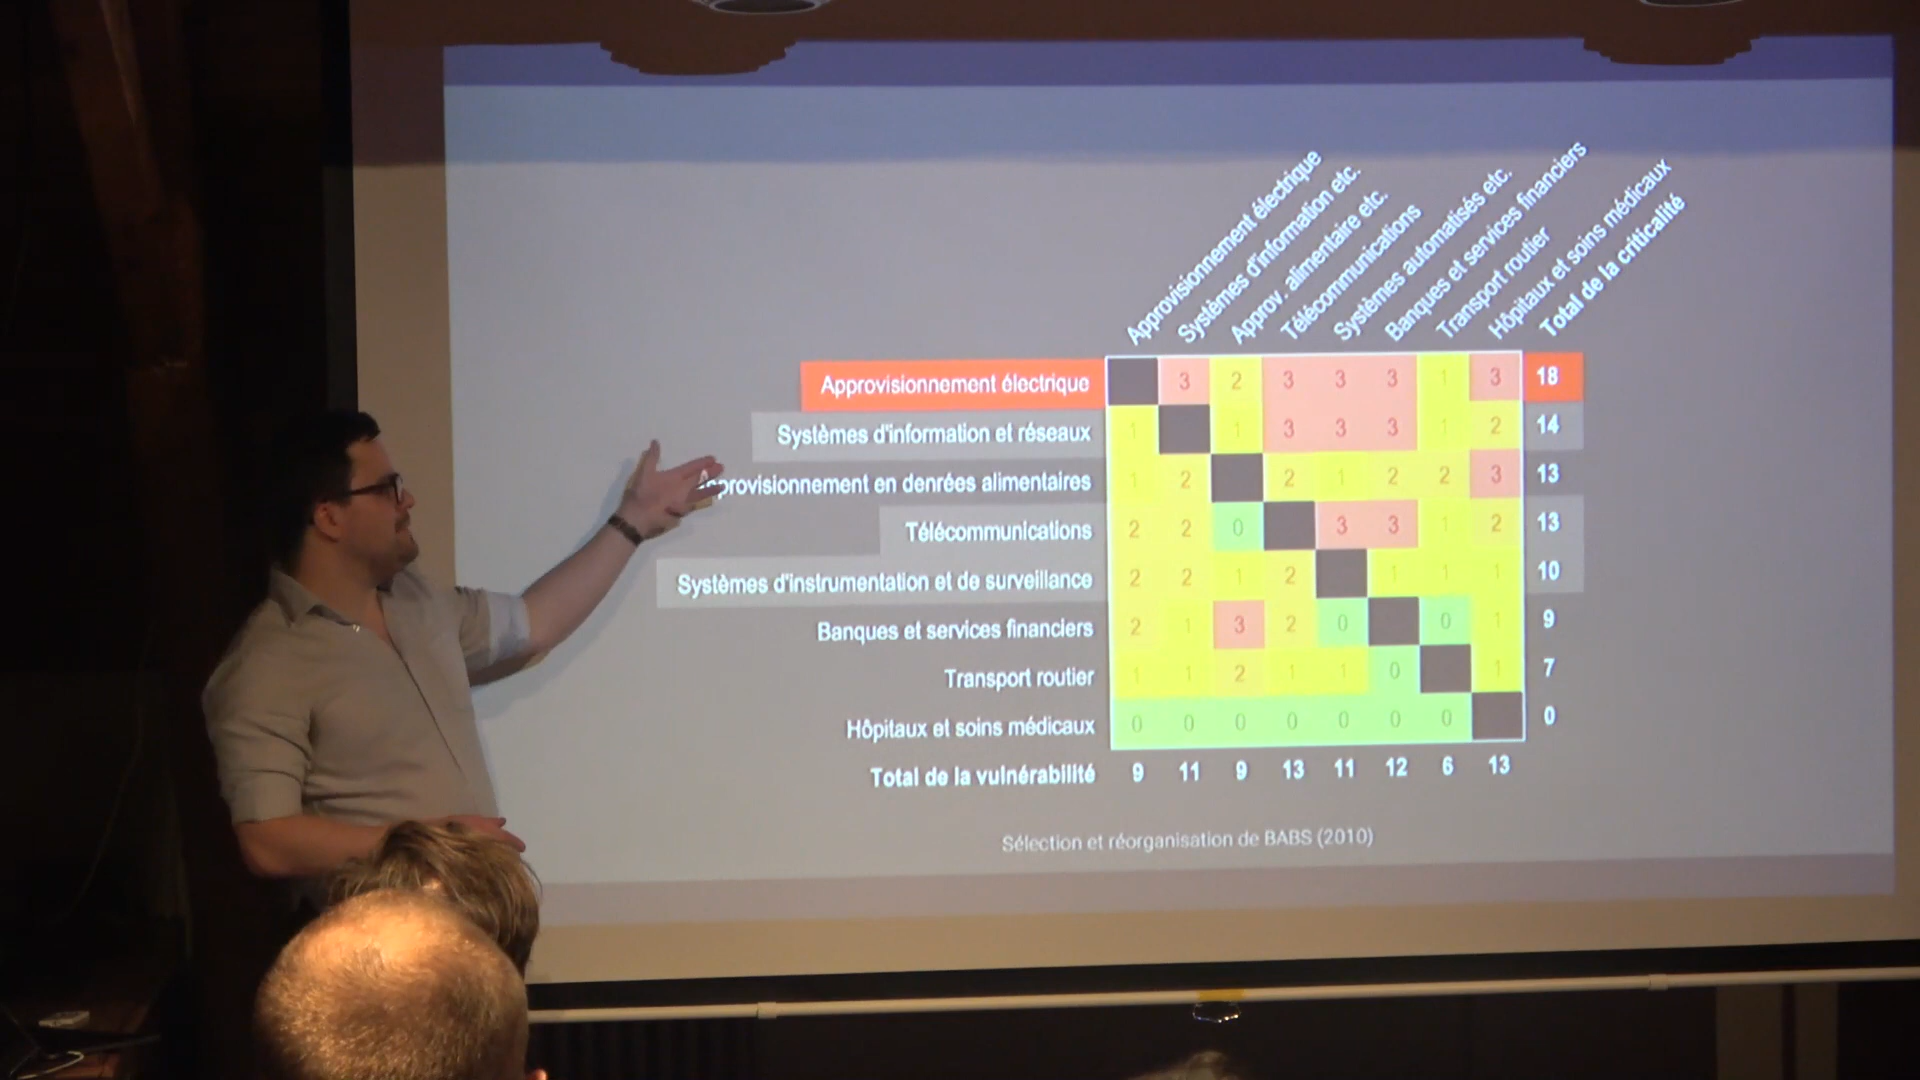 Approvisionnement électrique
Systèmes d'information etc.
Approv. alimentaire etc.
Télécommunications
Systèmes automatisés etc.
Banques et services financiers
Transport routier
Hôpitaux et soins médicaux
Total de la criticalité
Approvisionnement électrique 3 2 3 3 3 1 3 18
Systèmes d'information et réseaux 1 1 3 3 3 1 2 14
Approvisionnement en denrées alimentaires 1 2 2 1 2 2 3 13
Télécommunications 2 2 0 3 3 1 2 13
Systèmes d'instrumentation et de surveillance 2 2 1 2 1 1 1 10
Banques et services financiers 2 1 3 2 0 0 1 9
Transport routier 1 1 2 1 1 0 1 7
Hôpitaux et soins médicaux 0 0 0 0 0 0 0 0
Total de la vulnérabilité 9 11 9 13 11 12 6 13
Sélection et réorganisation de BABS (2010)